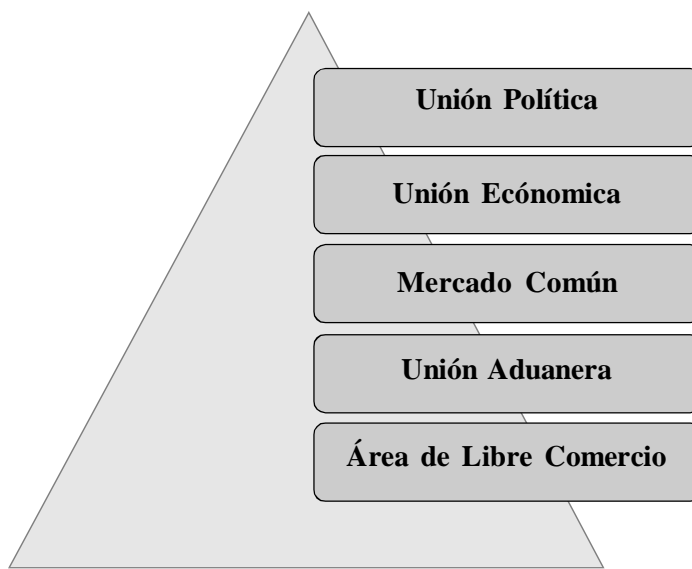 Unión Política
Unión Ecónomica
Mercado Común
Unión Aduanera
Área de Libre Comercio